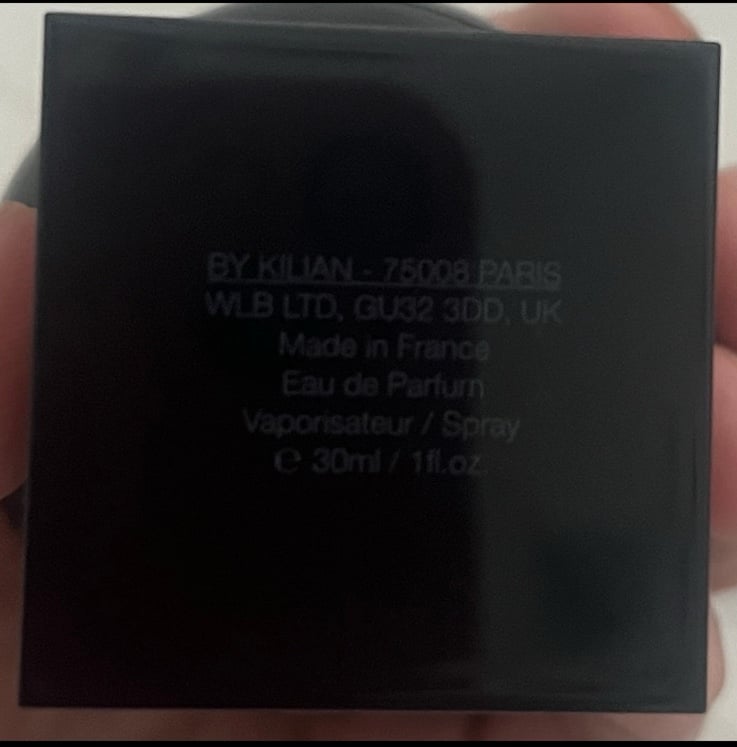 BY KILIAN - 75008 PARIS
WLB LTD, GU32 3DD, UK
Made in France
Eau de Parfum
Vaporisateur / Spray
℮ 30ml / 1fl.oz